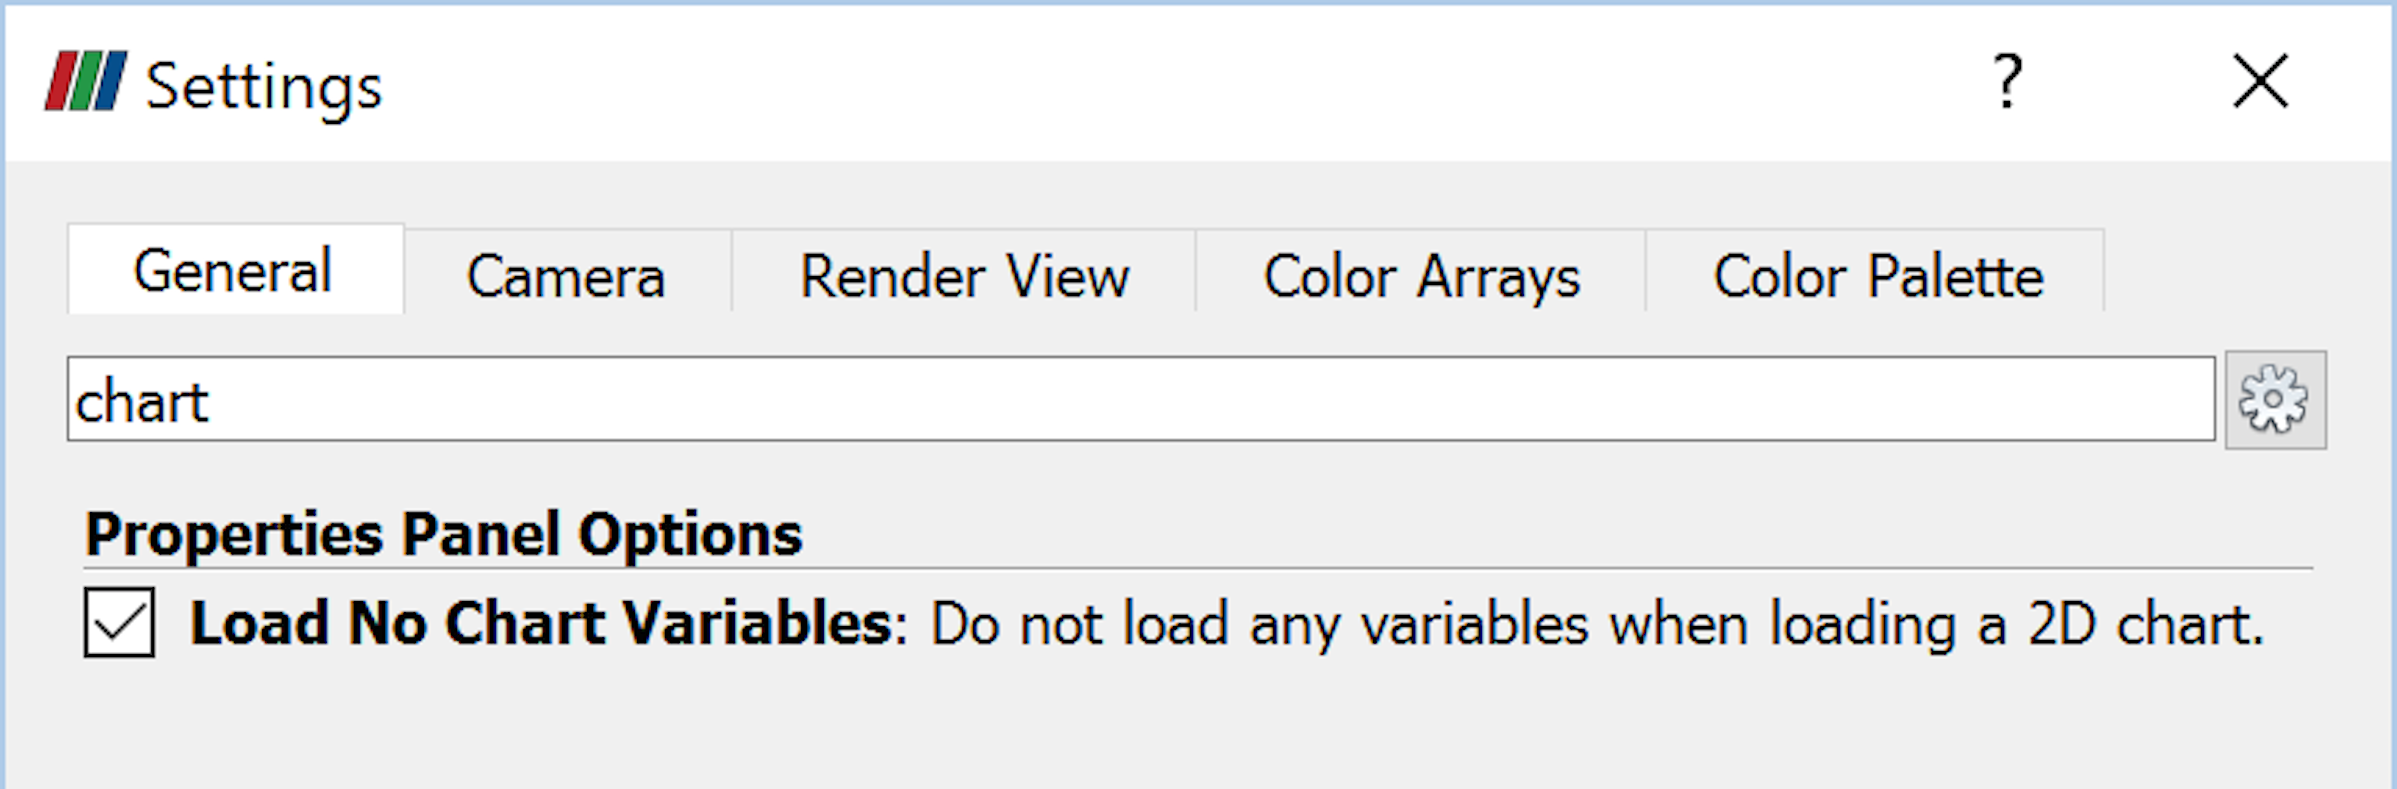 Settings ?
General Camera Render View Color Arrays Color Palette
chart
Properties Panel Options
Load No Chart Variables: Do not load any variables when loading a 2D chart.